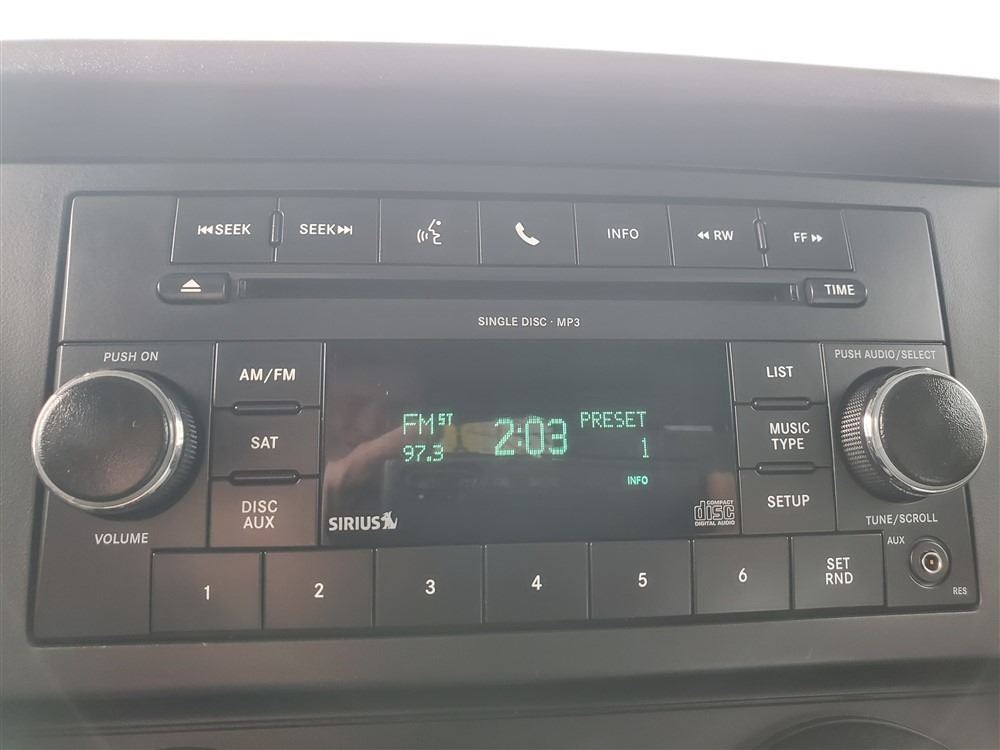 ⏮SEEK
SEEK⏭
INFO
◀◀ RW
FF ▶▶
TIME
SINGLE DISC · MP3
PUSH ON
VOLUME
AM/FM
SAT
DISC
AUX
FM ST
97.3
2:03
PRESET
1
INFO
SIRIUS
COMPACT
disc
DIGITAL AUDIO
LIST
MUSIC
TYPE
SETUP
PUSH AUDIO/SELECT
TUNE/SCROLL
1
2
3
4
5
6
SET
RND
AUX
RES